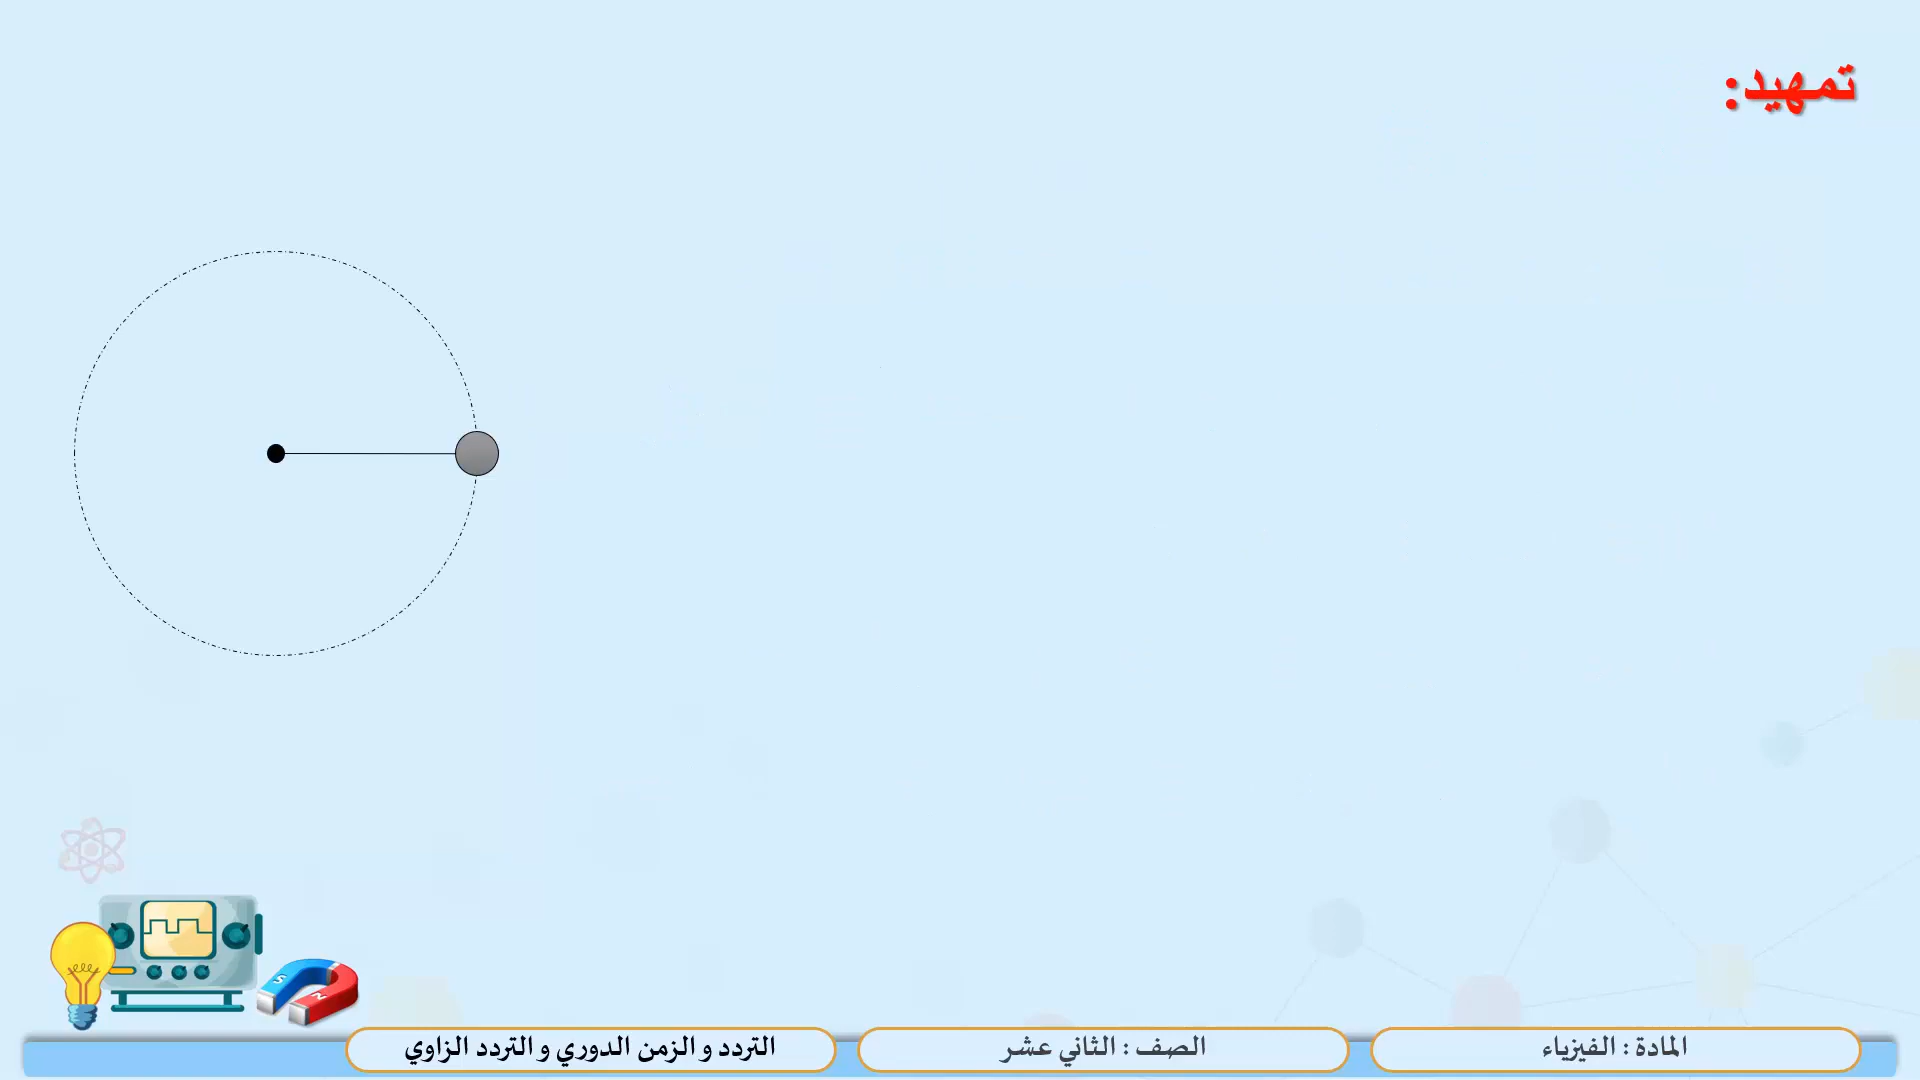 تمهيد:
المادة : الفيزياء
الصف : الثاني عشر
التردد و الزمن الدوري و التردد الزاوي
S
N